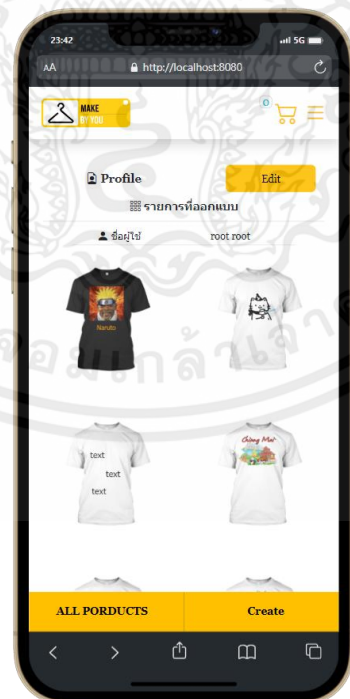 23:42
5G
AA http://localhost:8080
MAKE
BY YOU
0
Profile Edit
รายการที่ออกแบบ
ชื่อผู้ใช้ root root
Naruto
Chiang Mai
text
text
text
ALL PORDUCTS Create